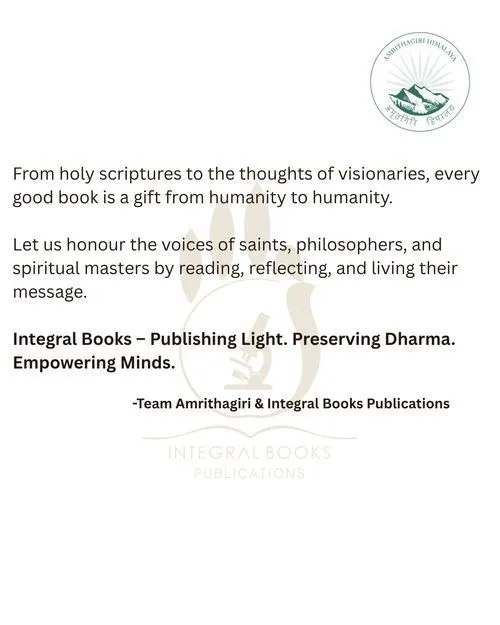 AMRITHAGIRI HIMALAYA
अमृतगिरि हिमालय
From holy scriptures to the thoughts of visionaries, every
good book is a gift from humanity to humanity.
Let us honour the voices of saints, philosophers, and
spiritual masters by reading, reflecting, and living their
message.
Integral Books – Publishing Light. Preserving Dharma.
Empowering Minds.
-Team Amrithagiri & Integral Books Publications
INTEGRAL BOOKS
PUBLICATIONS